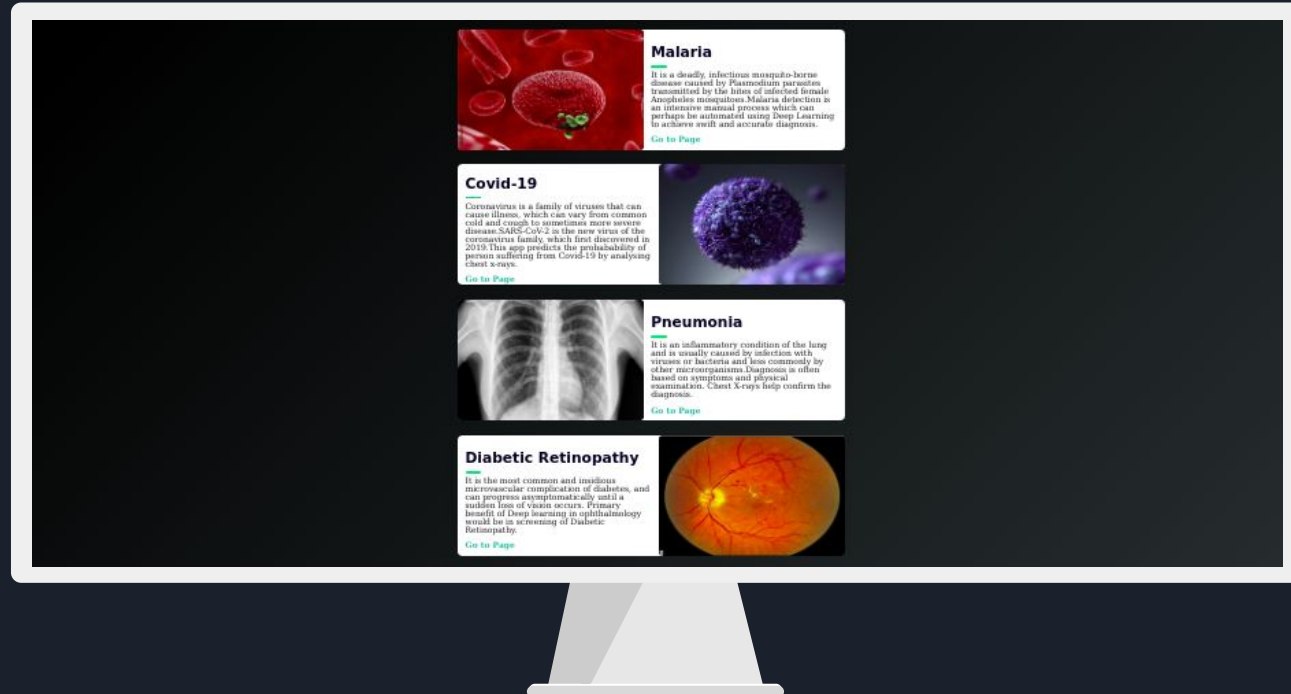 Malaria
It is a deadly, infectious mosquito-borne
disease caused by Plasmodium parasites
transmitted by the bites of infected female
Anopheles mosquitoes.Malaria detection is
an intensive manual process which can
perhaps be automated using Deep Learning
to achieve swift and accurate diagnosis.
Go to Page
Covid-19
Coronavirus is a family of viruses that can
cause illness, which can vary from common
cold and cough to sometimes more severe
disease.SARS-CoV-2 is the new virus of the
coronavirus family, which first discovered in
2019.This app predicts the probabability of
person suffering from Covid-19 by analysing
chest x-rays.
Go to Page
Pneumonia
It is an inflammatory condition of the lung
and is usually caused by infection with
viruses or bacteria and less commonly by
other microorganisms.Diagnosis is often
based on symptoms and physical
examination. Chest X-rays help confirm the
diagnosis.
Go to Page
Diabetic Retinopathy
It is the most common and insidious
microvascular complication of diabetes, and
can progress asymptomatically until a
sudden loss of vision occurs. Primary
benefit of Deep learning in ophthalmology
would be in screening of Diabetic
Retinopathy.
Go to Page